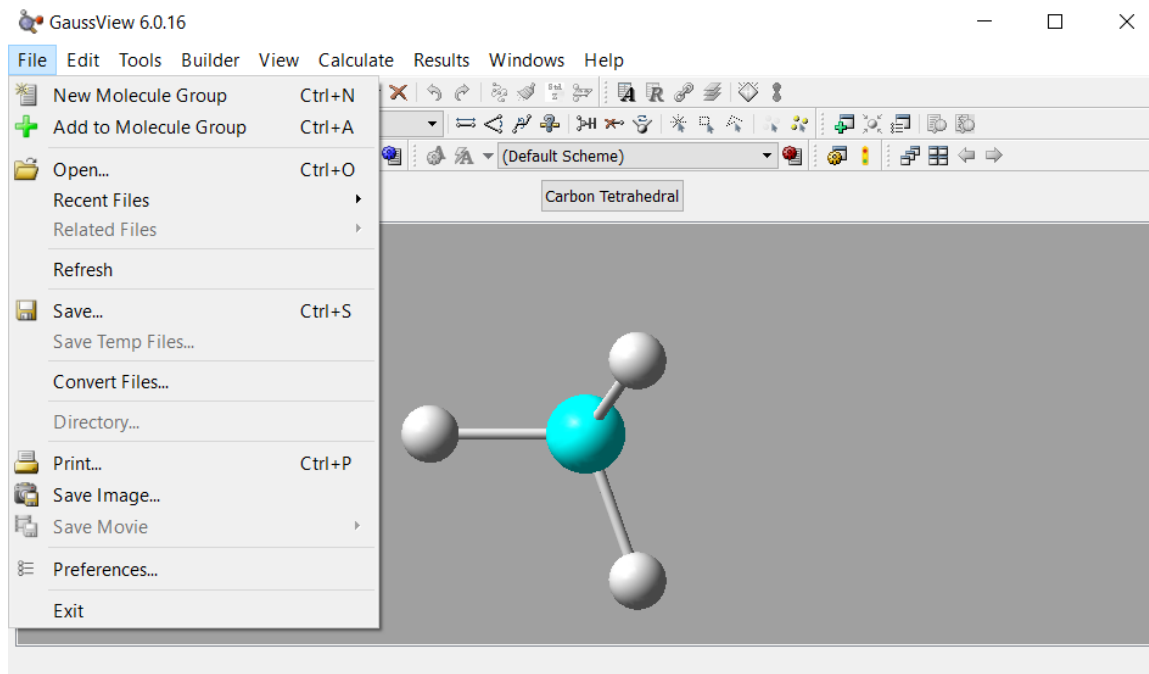 GaussView 6.0.16
File Edit Tools Builder View Calculate Results Windows Help
New Molecule Group Ctrl+N
Add to Molecule Group Ctrl+A
(Default Scheme)
Open... Ctrl+O
Carbon Tetrahedral
Recent Files
Related Files
Refresh
Save... Ctrl+S
Save Temp Files...
Convert Files...
Directory...
Print... Ctrl+P
Save Image...
Save Movie
Preferences...
Exit